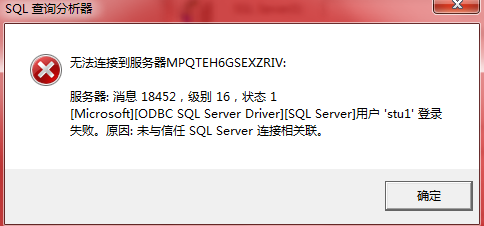 SQL 查询分析器
无法连接到服务器MPQTEH6GSEXZRIV:
服务器: 消息 18452，级别 16，状态 1
[Microsoft][ODBC SQL Server Driver][SQL Server]用户 'stu1' 登录
失败。原因: 未与信任 SQL Server 连接相关联。
确定